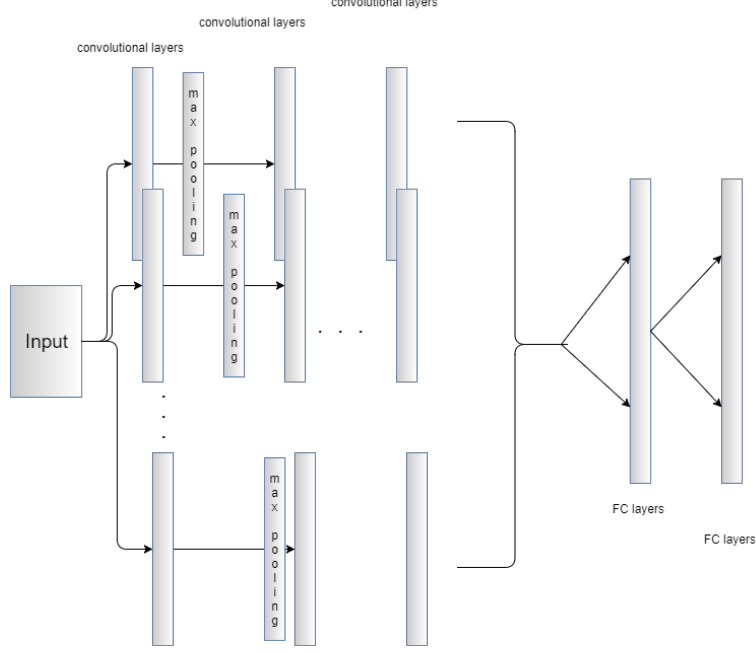 convolutional layers
convolutional layers
convolutional layers
max pooling
max pooling
Input
. . .
max pooling
FC layers
FC layers